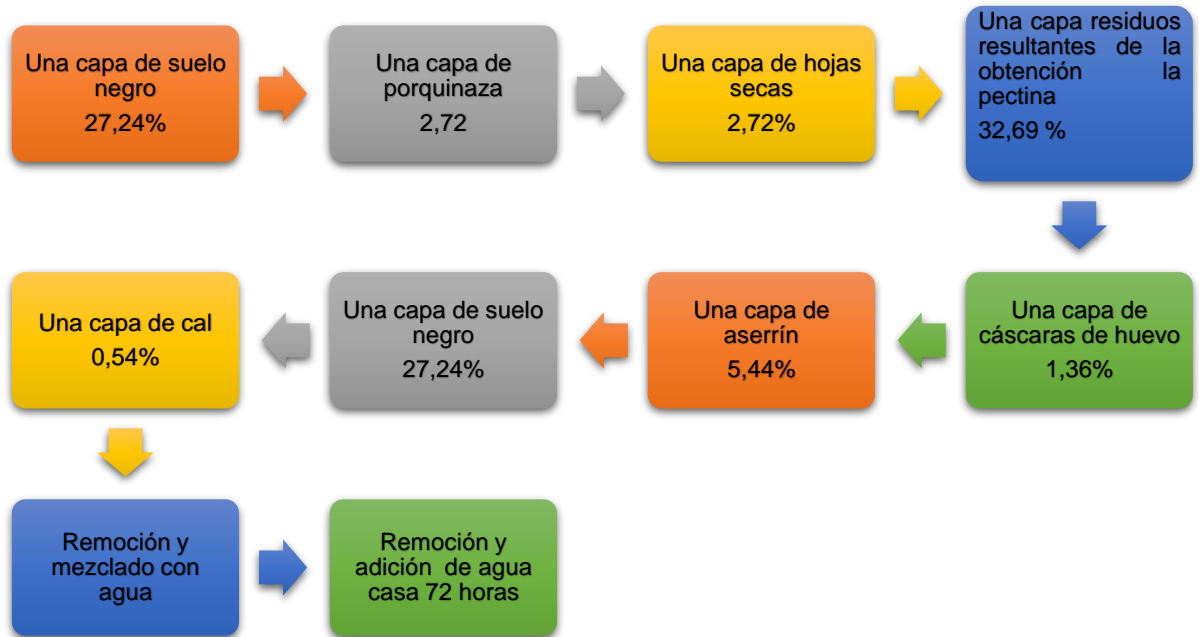 Una capa de suelo
negro
27,24%
Una capa de
porquinaza
2,72
Una capa de hojas
secas
2,72%
Una capa residuos
resultantes de la
obtención la
pectina
32,69 %
Una capa de
cáscaras de huevo
1,36%
Una capa de
aserrín
5,44%
Una capa de suelo
negro
27,24%
Una capa de cal
0,54%
Remoción y
mezclado con
agua
Remoción y
adición de agua
casa 72 horas